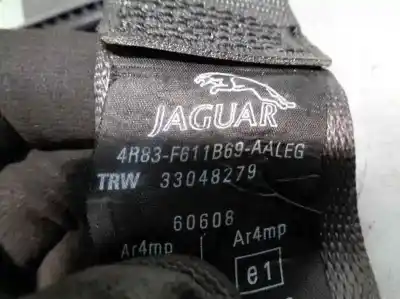 JAGUAR
4R83-F611B69-AALEG
TRW 33048279
60608
Ar4mp Ar4mp
e1